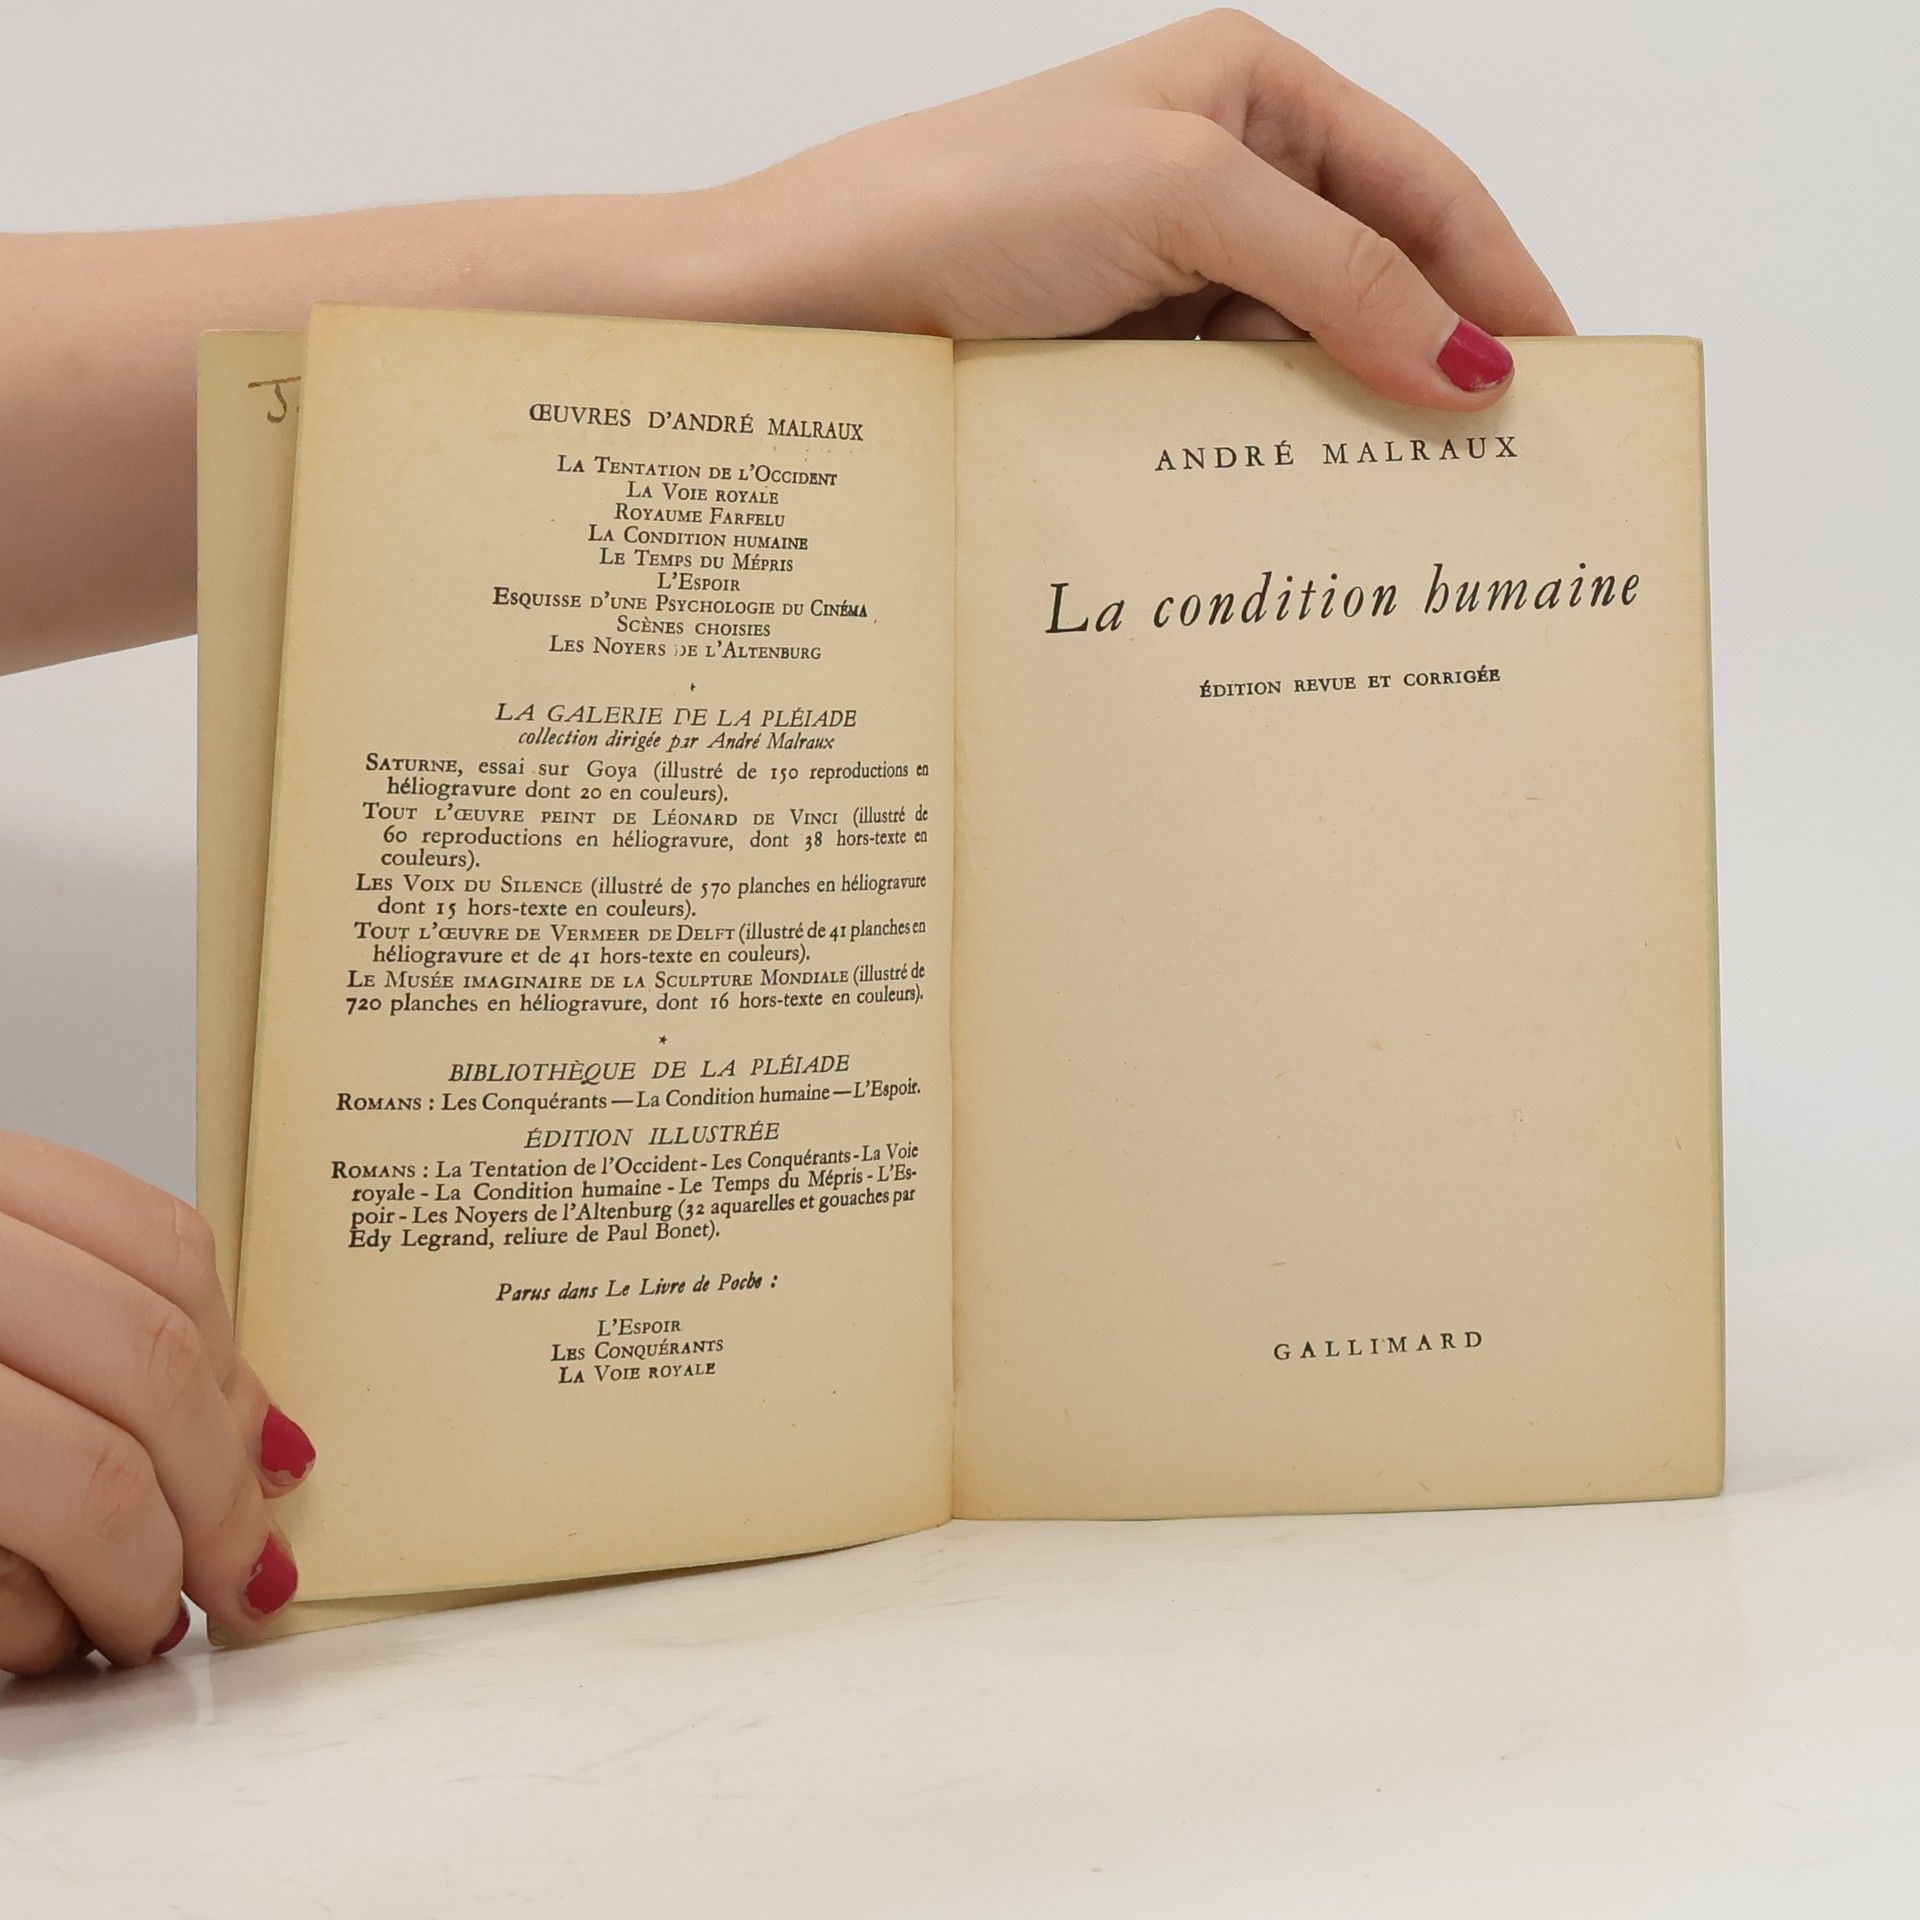 J.
ŒUVRES D'ANDRÉ MALRAUX
LA TENTATION DE L'OCCIDENT
LA VOIE ROYALE
ROYAUME FARFELU
LA CONDITION HUMAINE
LE TEMPS DU MÉPRIS
L'ESPOIR
ESQUISSE D'UNE PSYCHOLOGIE DU CINÉMA
SCÈNES CHOISIES
LES NOYERS DE L'ALTENBURG
LA GALERIE DE LA PLÉIADE
collection dirigée par André Malraux
SATURNE, essai sur Goya (illustré de 150 reproductions en
héliogravure dont 20 en couleurs).
TOUT L'ŒUVRE PEINT DE LÉONARD DE VINCI (illustré de
60 reproductions en héliogravure, dont 38 hors-texte en
couleurs).
LES VOIX DU SILENCE (illustré de 570 planches en héliogravure
dont 15 hors-texte en couleurs).
TOUT L'ŒUVRE DE VERMEER DE DELFT (illustré de 41 planches en
héliogravure et de 41 hors-texte en couleurs).
LE MUSÉE IMAGINAIRE DE LA SCULPTURE MONDIALE (illustré de
720 planches en héliogravure, dont 16 hors-texte en couleurs).
*
BIBLIOTHÈQUE DE LA PLÉIADE
ROMANS : Les Conquérants — La Condition humaine — L'Espoir.
ÉDITION ILLUSTRÉE
ROMANS : La Tentation de l'Occident - Les Conquérants - La Voie
royale - La Condition humaine - Le Temps du Mépris - L'Es-
poir - Les Noyers de l'Altenburg (32 aquarelles et gouaches par
Edy Legrand, reliure de Paul Bonet).
Parus dans Le Livre de Poche :
L'ESPOIR
LES CONQUÉRANTS
LA VOIE ROYALE
ANDRÉ MALRAUX
La condition humaine
ÉDITION REVUE ET CORRIGÉE
GALLIMARD